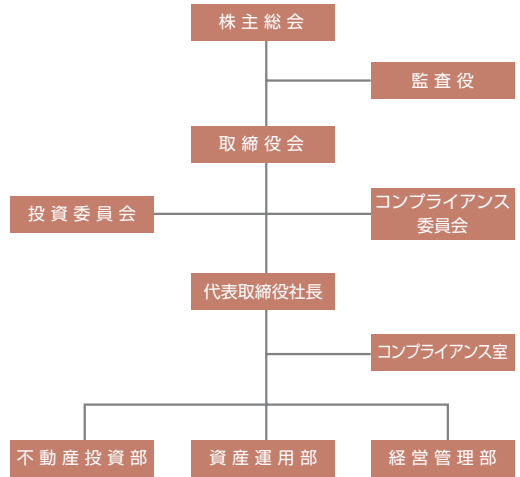 株主総会
監査役
取締役会
投資委員会
コンプライアンス
委員会
代表取締役社長
コンプライアンス室
不動産投資部
資産運用部
経営管理部